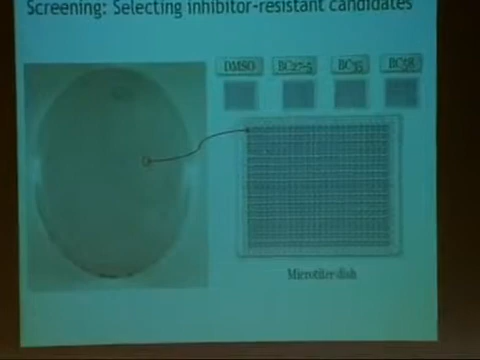 Screening: Selecting inhibitor-resistant candidates
DMSO BC27-5 BC35 BC58
Microtiter-dish